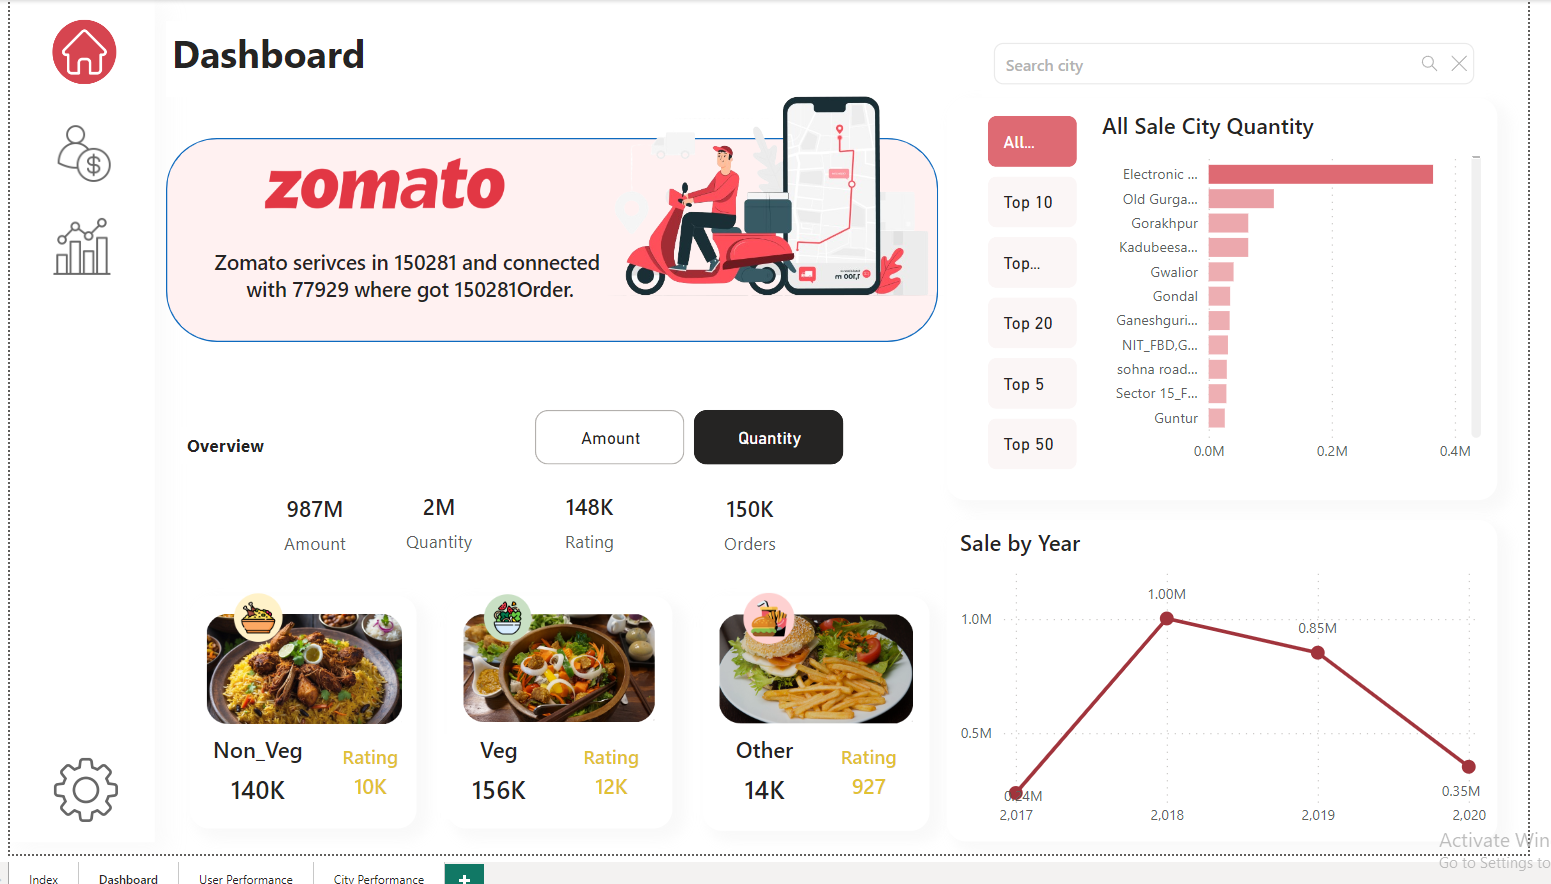 Dashboard
Search city
zomato
Zomato serivces in 150281 and connected
with 77929 where got 150281Order.
All...
Top 10
Top...
Top 20
Top 5
Top 50
All Sale City Quantity
Electronic ...
Old Gurga...
Gorakhpur
Kadubeesa...
Gwalior
Gondal
Ganeshguri...
NIT_FBD,G...
sohna road...
Sector 15_F...
Guntur
0.0M 0.2M 0.4M
Overview
Amount Quantity
987M 2M 148K 150K
Amount Quantity Rating Orders
Non_Veg Rating
140K 10K
Veg Rating
156K 12K
Other Rating
14K 927
Sale by Year
1.0M
0.5M
1.00M
0.85M
0.24M
0.35M
2,017 2,018 2,019 2,020
Activate Win
Go to Settings to
Index Dashboard User Performance City Performance +